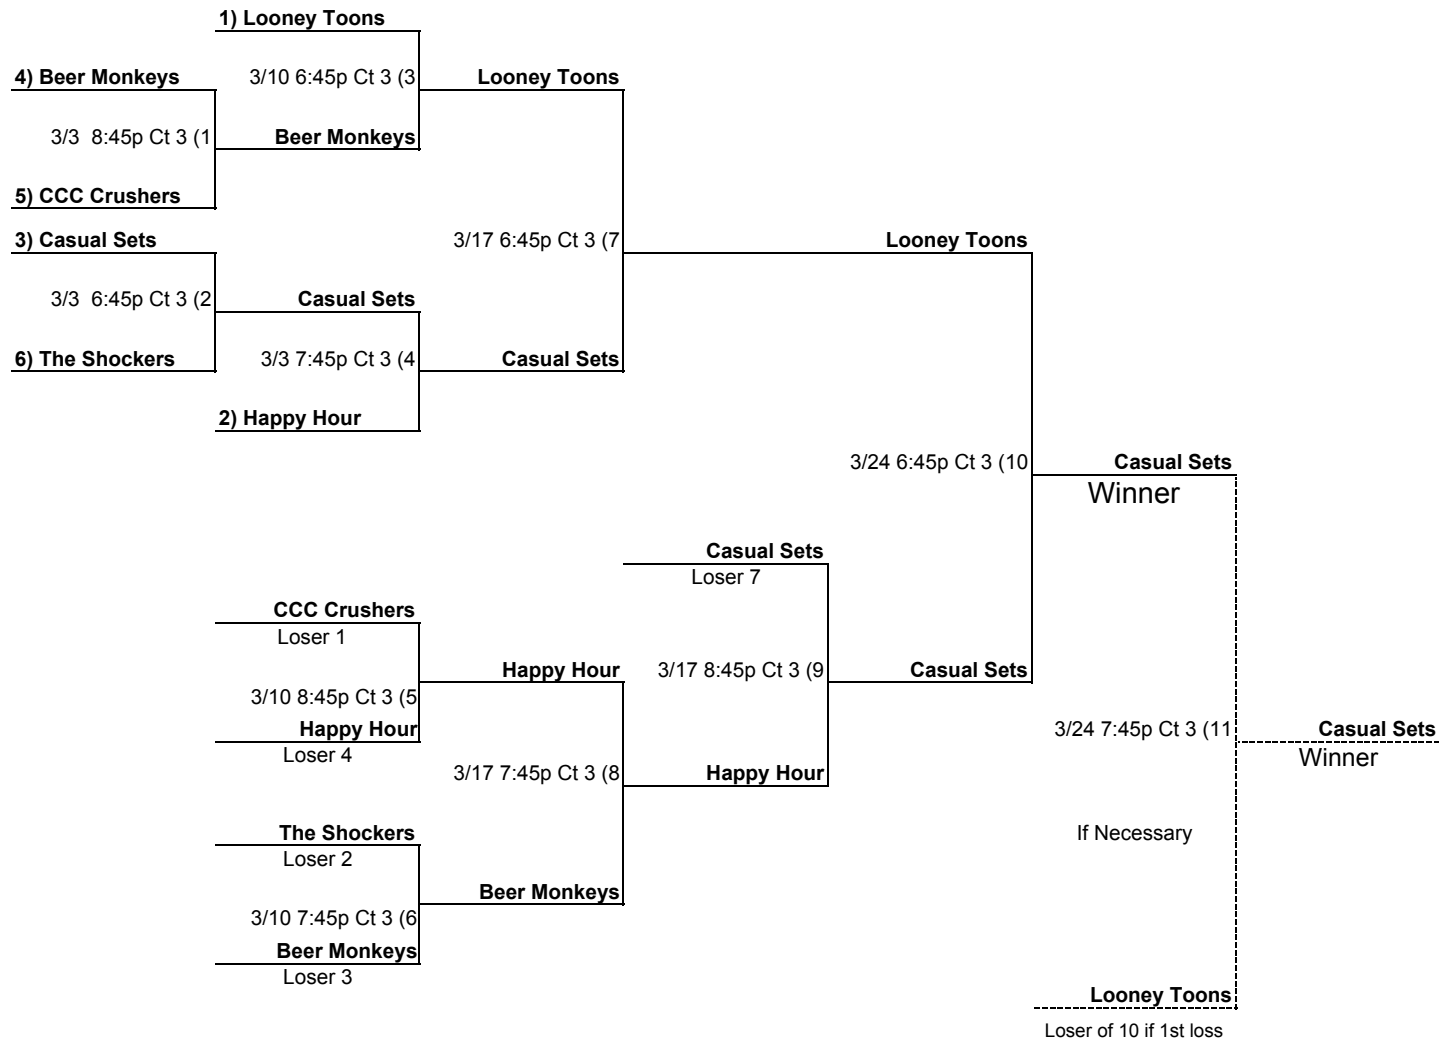 1) Looney Toons
4) Beer Monkeys
3/10 6:45p Ct 3 (3
Looney Toons
3/3  8:45p Ct 3 (1
Beer Monkeys
5) CCC Crushers
3) Casual Sets
3/17 6:45p Ct 3 (7
Looney Toons
3/3  6:45p Ct 3 (2
Casual Sets
6) The Shockers
3/3 7:45p Ct 3 (4
Casual Sets
2) Happy Hour
3/24 6:45p Ct 3 (10
Casual Sets
Winner
Casual Sets
Loser 7
CCC Crushers
Loser 1
Happy Hour
3/17 8:45p Ct 3 (9
Casual Sets
3/10 8:45p Ct 3 (5
Happy Hour
Loser 4
3/24 7:45p Ct 3 (11
Casual Sets
Winner
3/17 7:45p Ct 3 (8
Happy Hour
The Shockers
Loser 2
If Necessary
Beer Monkeys
3/10 7:45p Ct 3 (6
Beer Monkeys
Loser 3
Looney Toons
Loser of 10 if 1st loss